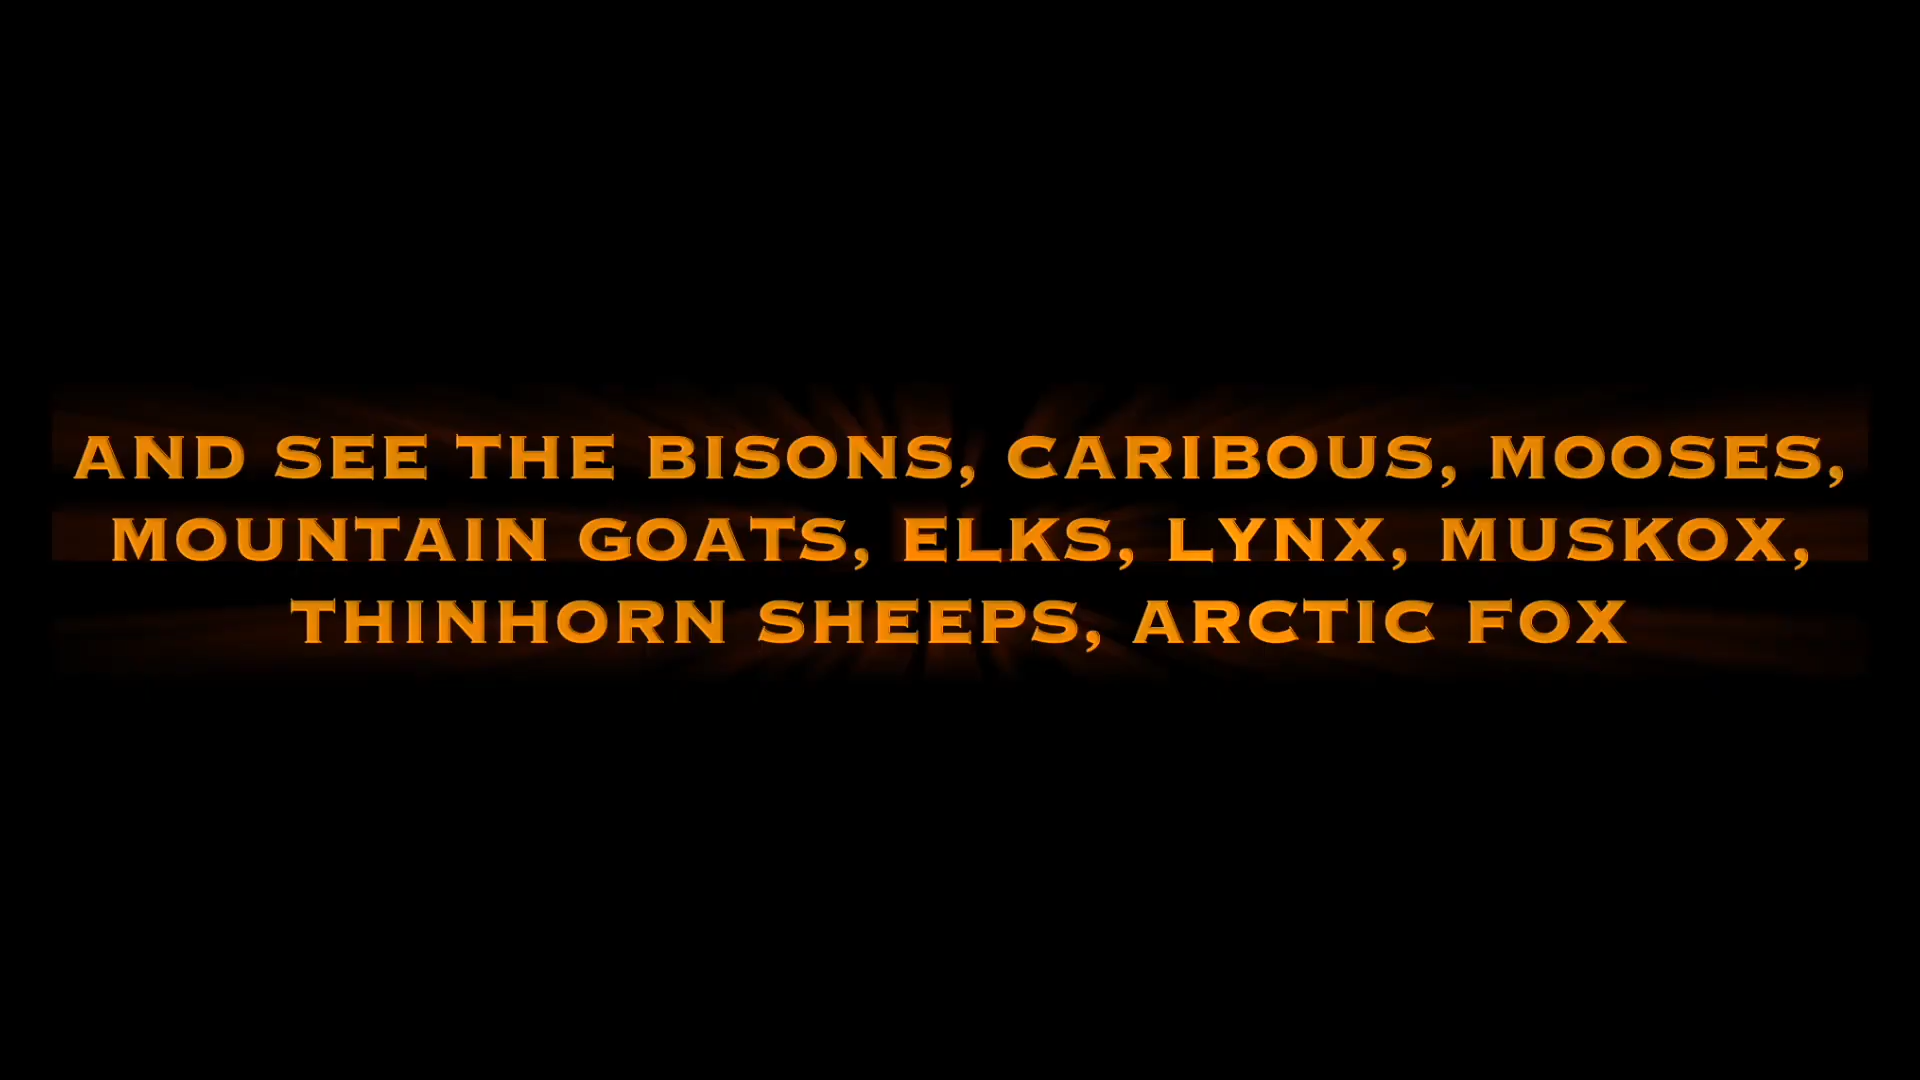 AND SEE THE BISONS, CARIBOUS, MOOSES,
MOUNTAIN GOATS, ELKS, LYNX, MUSKOX,
THINHORN SHEEPS, ARCTIC FOX